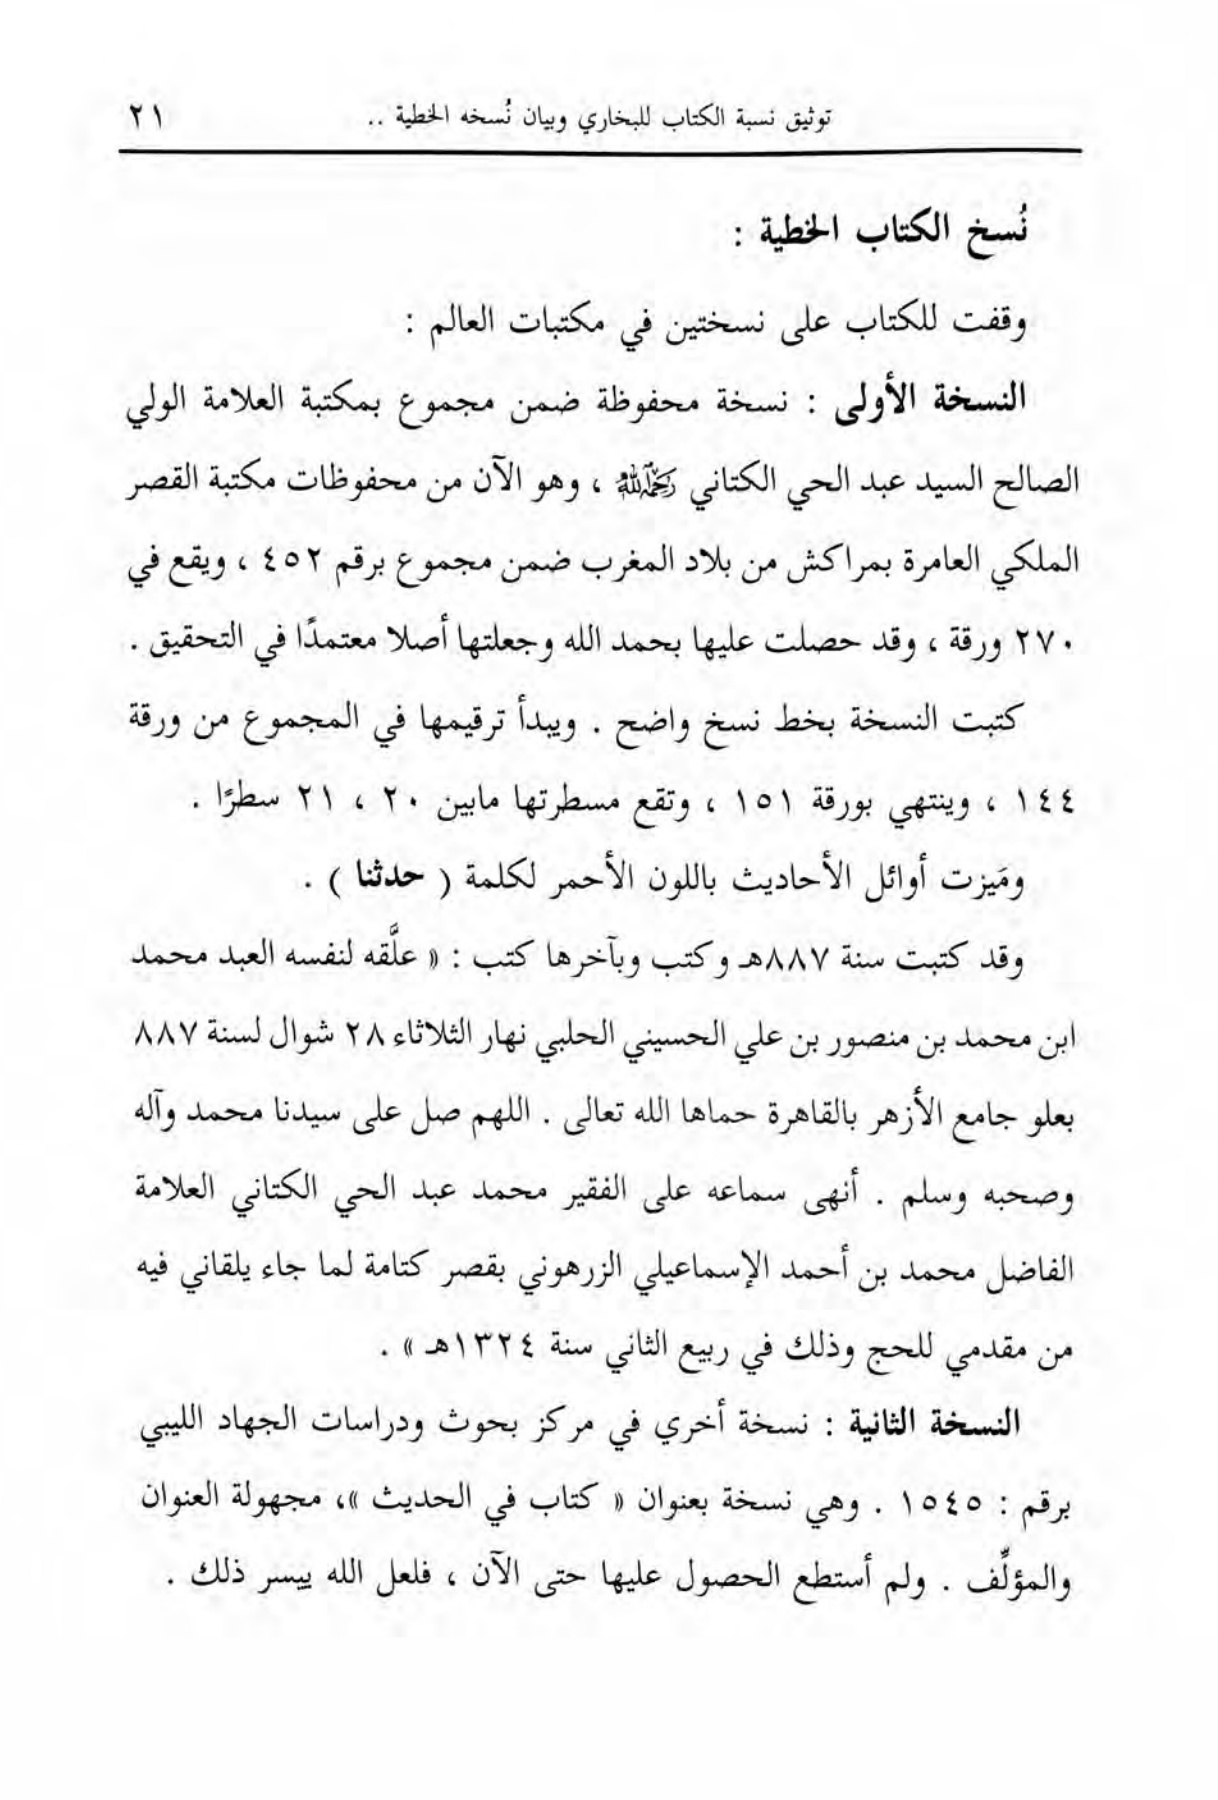 توثيق نسبة الكتاب للبخاري وبيان نُسخه الخطية .. ٢١
نُسخ الكتاب الخطية :
وقفت للكتاب على نسختين في مكتبات العالم :
النسخة الأولى : نسخة محفوظة ضمن مجموع بمكتبة العلامة الولي
الصالح السيد عبد الحي الكتاني رحمه الله ، وهو الآن من محفوظات مكتبة القصر
الملكي العامرة بمراكش من بلاد المغرب ضمن مجموع برقم ٤٥٢ ، ويقع في
٢٧٠ ورقة ، وقد حصلت عليها بحمد الله وجعلتها أصلا معتمدًا في التحقيق .
كتبت النسخة بخط نسخ واضح . ويبدأ ترقيمها في المجموع من ورقة
١٤٤ ، وينتهي بورقة ١٥١ ، وتقع مسطرتها مابين ٢٠ ، ٢١ سطرًا .
ومَيزت أوائل الأحاديث باللون الأحمر لكلمة ( حدثنا ) .
وقد كتبت سنة ٨٨٧هـ وكتب وبآخرها كتب : « علَّقه لنفسه العبد محمد
ابن محمد بن منصور بن علي الحسيني الحلبي نهار الثلاثاء ٢٨ شوال لسنة ٨٨٧
بعلو جامع الأزهر بالقاهرة حماها الله تعالى . اللهم صل على سيدنا محمد وآله
وصحبه وسلم . أنهى سماعه على الفقير محمد عبد الحي الكتاني العلامة
الفاضل محمد بن أحمد الإسماعيلي الزرهوني بقصر كتامة لما جاء يلقاني فيه
من مقدمي للحج وذلك في ربيع الثاني سنة ١٣٢٤هـ » .
النسخة الثانية : نسخة أخري في مركز بحوث ودراسات الجهاد الليبي
برقم : ١٥٤٥ . وهي نسخة بعنوان « كتاب في الحديث »، مجهولة العنوان
والمؤلِّف . ولم أستطع الحصول عليها حتى الآن ، فلعل الله ييسر ذلك .